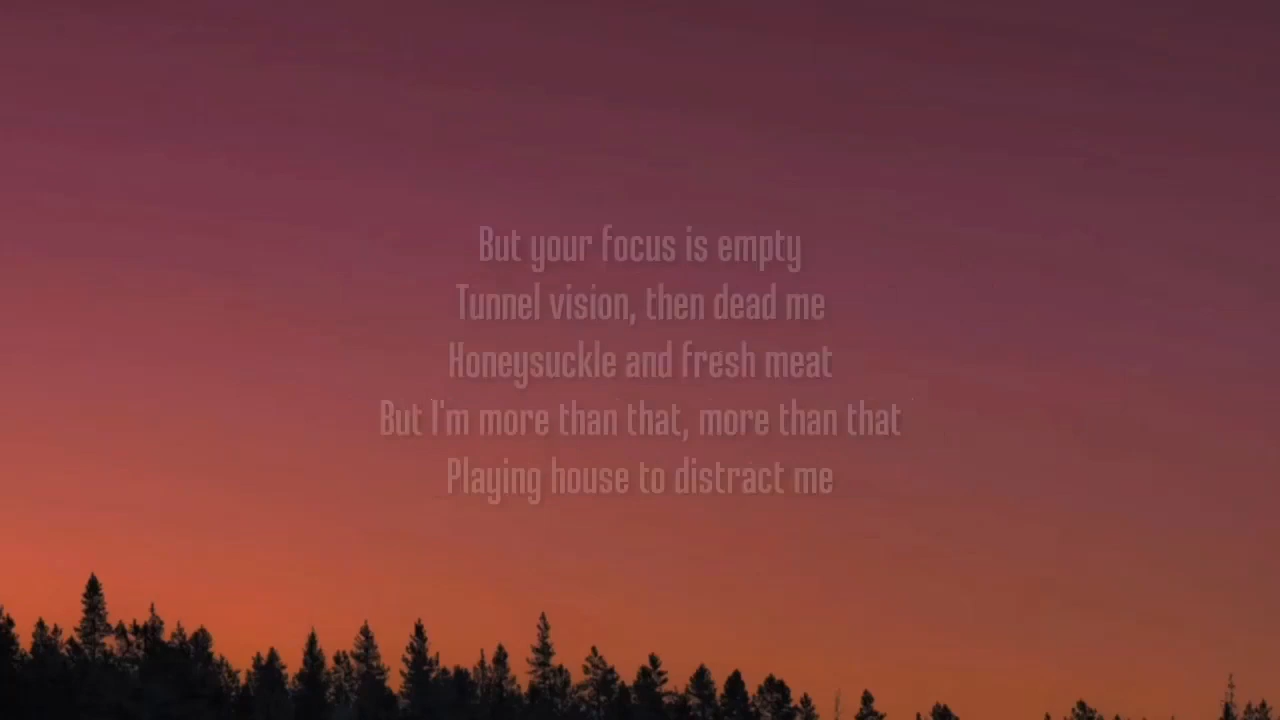 But your focus is empty
Tunnel vision, then dead me
Honeysuckle and fresh meat
But I'm more than that, more than that
Playing house to distract me